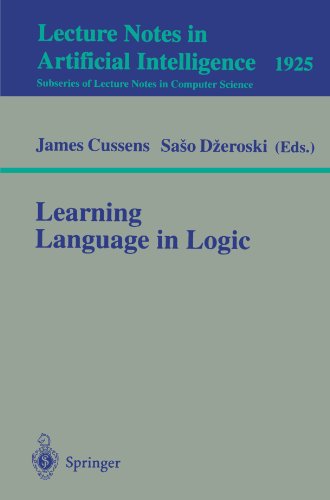 Lecture Notes in
Artificial Intelligence 1925
Subseries of Lecture Notes in Computer Science
James Cussens Sašo Džeroski (Eds.)
Learning
Language in Logic
Springer